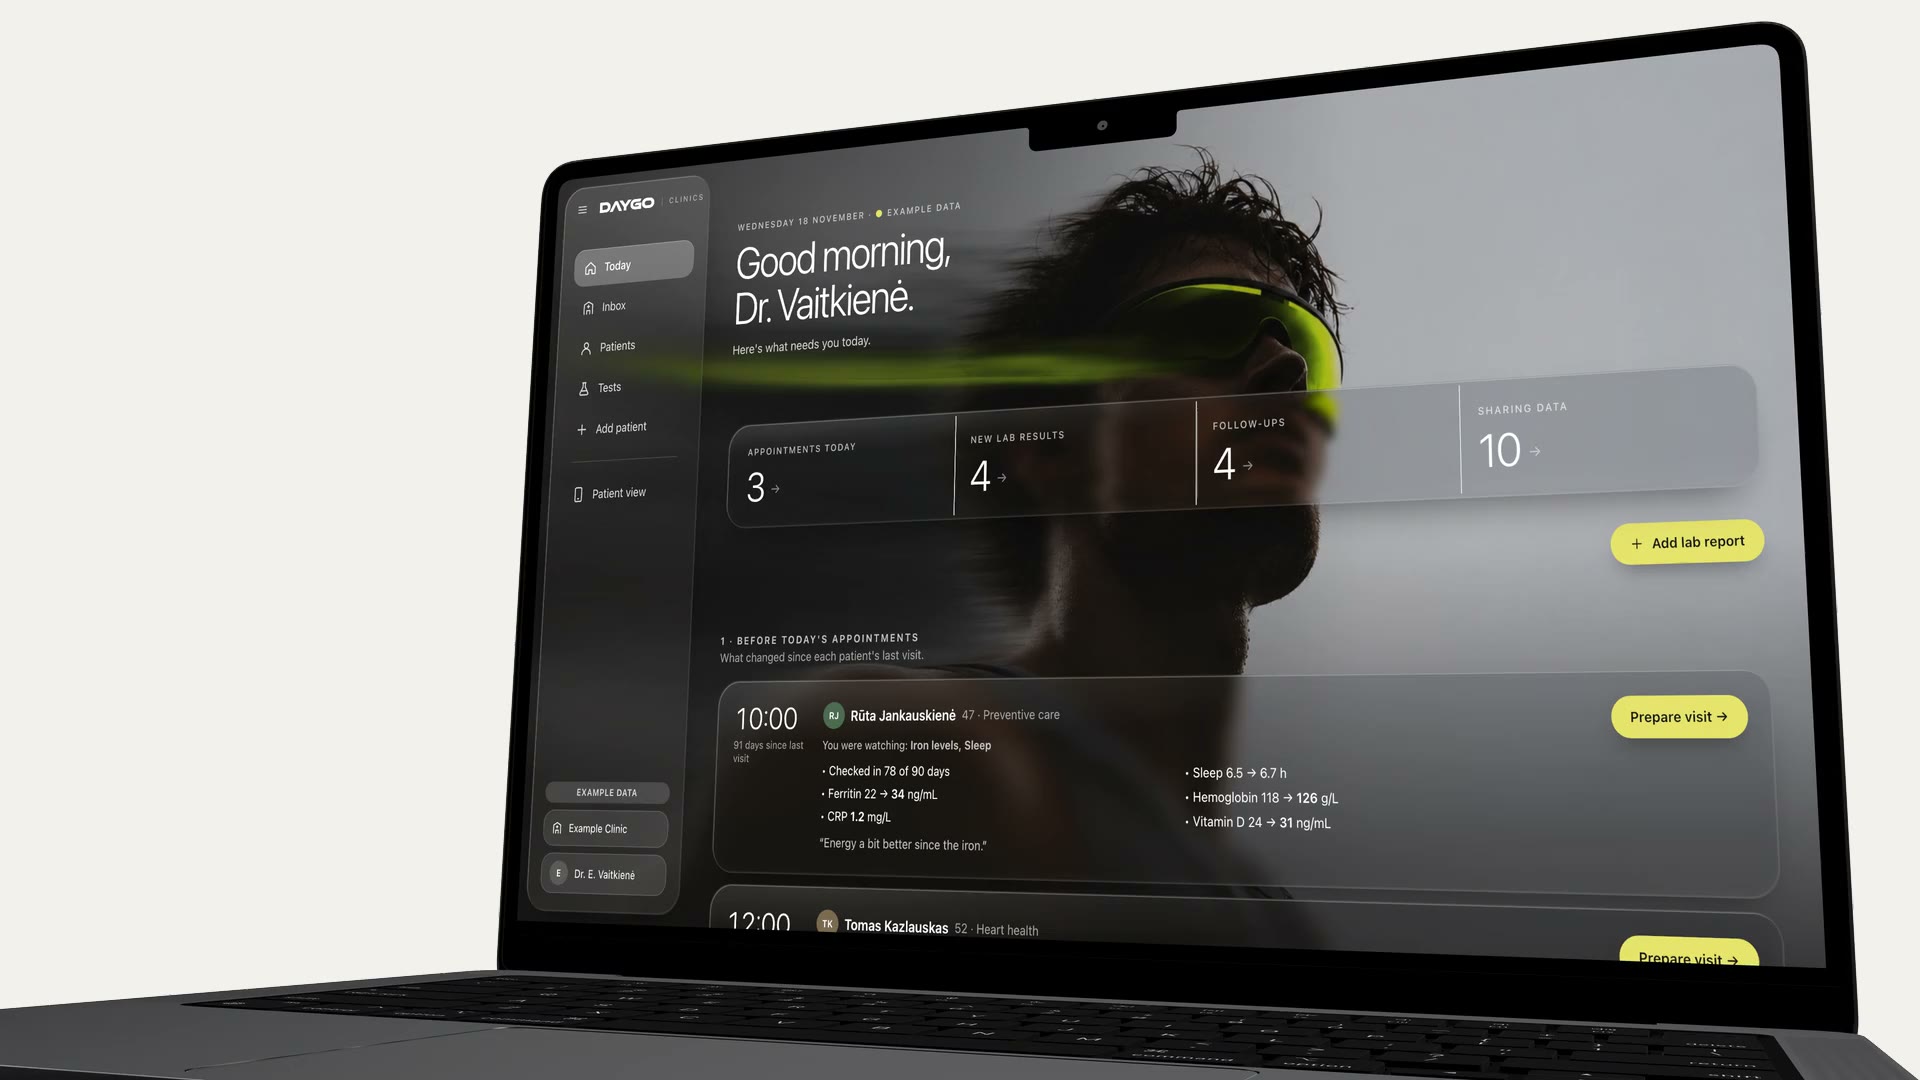 DAYGO | CLINICS
Today
Inbox
Patients
Tests
Add patient
Patient view
EXAMPLE DATA
Example Clinic
E Dr. E. Vaitkienė
WEDNESDAY 18 NOVEMBER · EXAMPLE DATA
Good morning,
Dr. Vaitkienė.
Here's what needs you today.
APPOINTMENTS TODAY
3 →
NEW LAB RESULTS
4 →
FOLLOW-UPS
4 →
SHARING DATA
10 →
+ Add lab report
1 · BEFORE TODAY'S APPOINTMENTS
What changed since each patient's last visit.
10:00
91 days since last
visit
RJ Rūta Jankauskienė 47 · Preventive care
Prepare visit →
You were watching: Iron levels, Sleep
• Checked in 78 of 90 days
• Ferritin 22 → 34 ng/mL
• CRP 1.2 mg/L
• Sleep 6.5 → 6.7 h
• Hemoglobin 118 → 126 g/L
• Vitamin D 24 → 31 ng/mL
“Energy a bit better since the iron.”
12:00
TK Tomas Kazlauskas 52 · Heart health
Prepare visit →
command
option
delete
return
shift